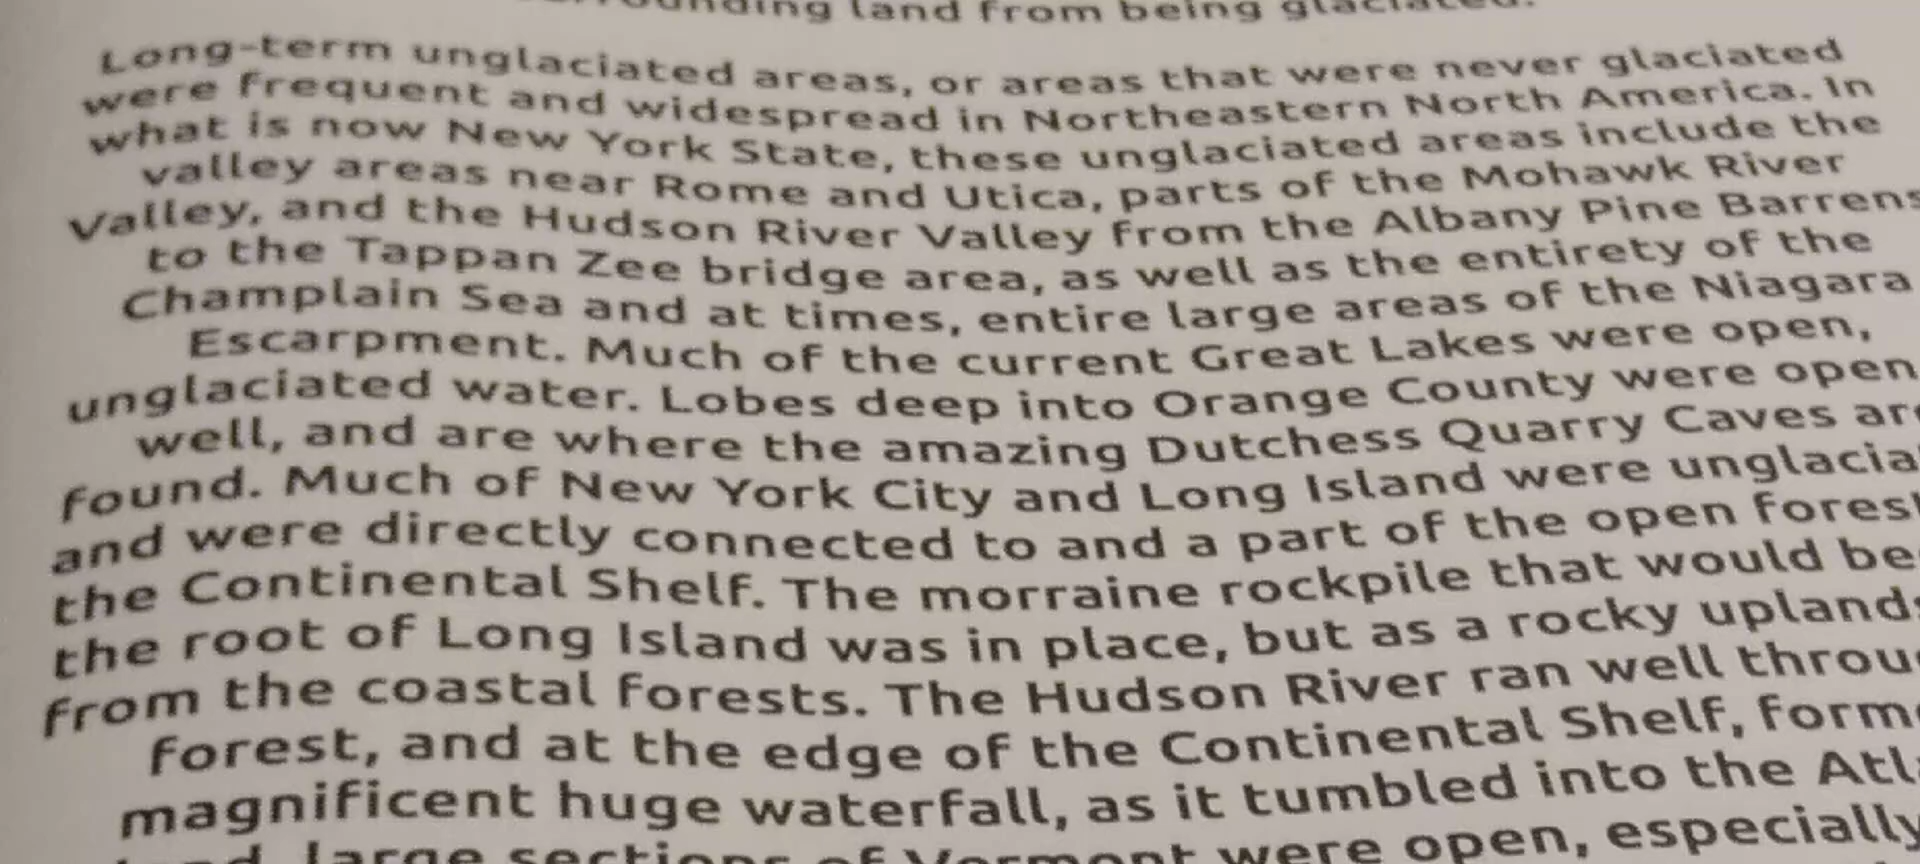 land from being
Long-term unglaciated areas, or areas that were never glaciated
were frequent and widespread in Northeastern North America. In
what is now New York State, these unglaciated areas include the
valley areas near Rome and Utica, parts of the Mohawk River
Valley, and the Hudson River Valley from the Albany Pine Barrens
to the Tappan Zee bridge area, as well as the entirety of the
Champlain Sea and at times, entire large areas of the Niagara
Escarpment. Much of the current Great Lakes were open,
unglaciated water. Lobes deep into Orange County were open
well, and are where the amazing Dutchess Quarry Caves
found. Much of New York City and Long Island were
and were directly connected to and a part of the open
the Continental Shelf. The morraine rockpile that would
the root of Long Island was in place, but as a rocky
from the coastal forests. The Hudson River ran well
forest, and at the edge of the Continental Shelf,
magnificent huge waterfall, as it tumbled into the
large sections of Vermont were open, especially